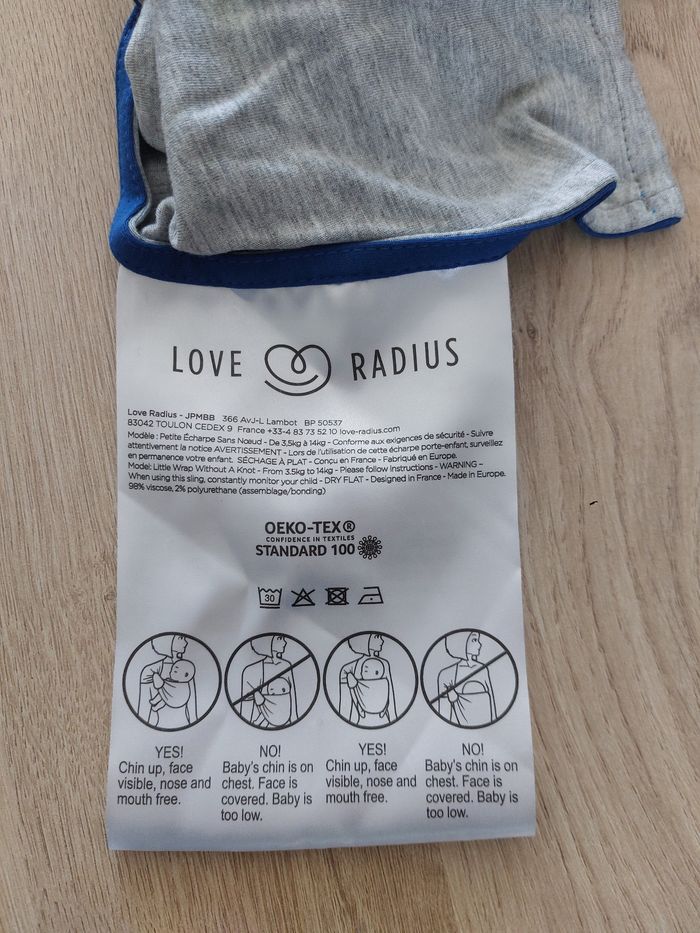 LOVE RADIUS
Love Radius - JPMBB 366 AvJ-L Lambot BP 50537
83042 TOULON CEDEX 9 France +33-4 83 73 52 10 love-radius.com
Modèle : Petite Écharpe Sans Nœud - De 3,5kg à 14kg - Conforme aux exigences de sécurité - Suivre
attentivement la notice AVERTISSEMENT - Lors de l'utilisation de cette écharpe porte-enfant, surveillez
en permanence votre enfant. SÉCHAGE À PLAT - Conçu en France - Fabriqué en Europe.
Model: Little Wrap Without A Knot - From 3.5kg to 14kg - Please follow instructions - WARNING –
When using this sling, constantly monitor your child - DRY FLAT - Designed in France - Made in Europe.
98% viscose, 2% polyurethane (assemblage/bonding)
OEKO-TEX®
CONFIDENCE IN TEXTILES
STANDARD 100
30
YES! NO! YES! NO!
Chin up, face visible, nose and mouth free.
Baby's chin is on chest. Face is covered. Baby is too low.
Chin up, face visible, nose and mouth free.
Baby's chin is on chest. Face is covered. Baby is too low.